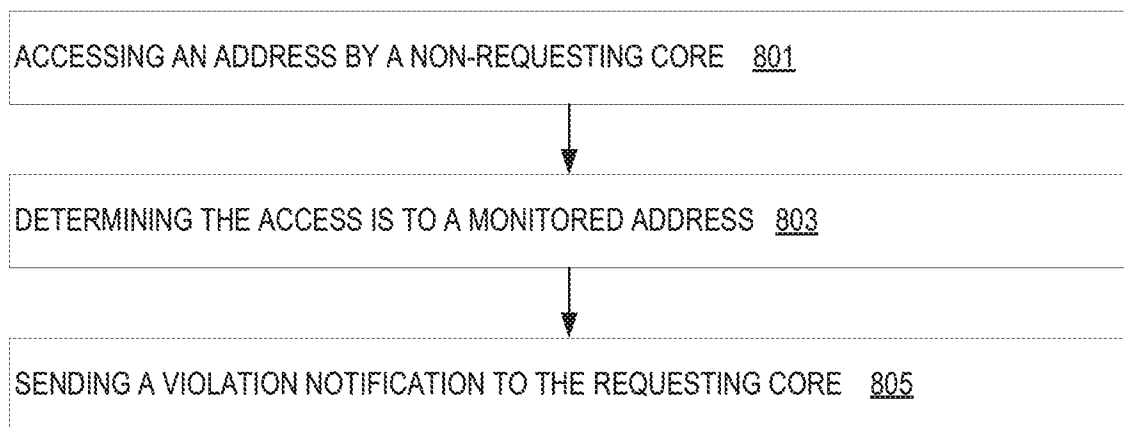 ACCESSING AN ADDRESS BY A NON-REQUESTING CORE 801
DETERMINING THE ACCESS IS TO A MONITORED ADDRESS 803
SENDING A VIOLATION NOTIFICATION TO THE REQUESTING CORE 805